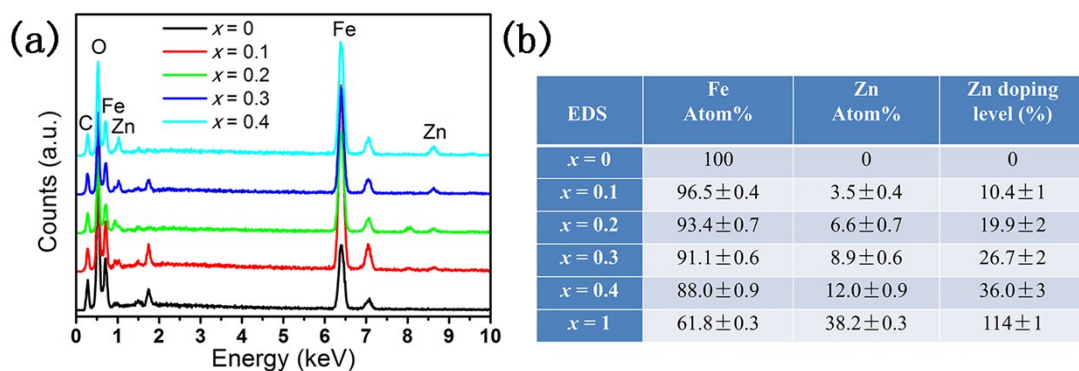 (a)
x = 0
x = 0.1
x = 0.2
x = 0.3
x = 0.4
C
O
Fe
Zn
Fe
Zn
Counts (a.u.)
0 1 2 3 4 5 6 7 8 9 10
Energy (keV)
(b)
EDS Fe Atom% Zn Atom% Zn doping level (%)
x = 0 100 0 0
x = 0.1 96.5±0.4 3.5±0.4 10.4±1
x = 0.2 93.4±0.7 6.6±0.7 19.9±2
x = 0.3 91.1±0.6 8.9±0.6 26.7±2
x = 0.4 88.0±0.9 12.0±0.9 36.0±3
x = 1 61.8±0.3 38.2±0.3 114±1